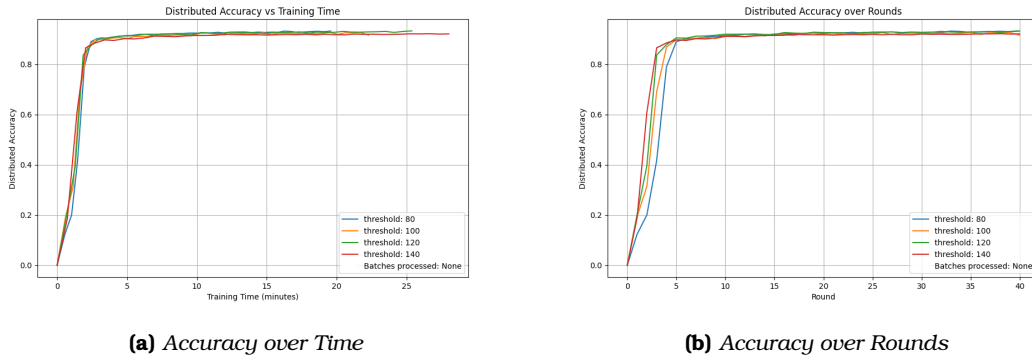 Distributed Accuracy vs Training Time
Distributed Accuracy
0.8
0.6
0.4
0.2
0.0
0
5
10
15
20
25
Training Time (minutes)
threshold: 80
threshold: 100
threshold: 120
threshold: 140
Batches processed: None
(a) Accuracy over Time
Distributed Accuracy over Rounds
Distributed Accuracy
0.8
0.6
0.4
0.2
0.0
0
5
10
15
20
25
30
35
40
Round
threshold: 80
threshold: 100
threshold: 120
threshold: 140
Batches processed: None
(b) Accuracy over Rounds